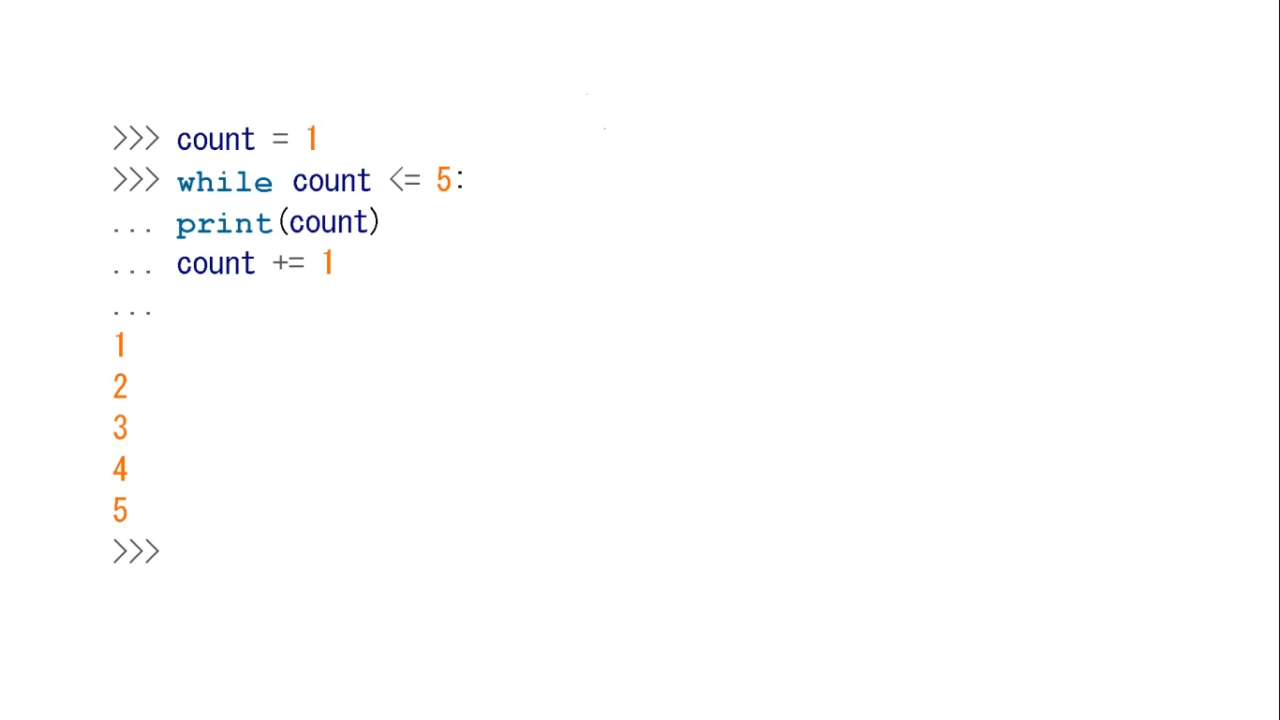 >>> count = 1
>>> while count <= 5:
... print(count)
... count += 1
...
1
2
3
4
5
>>>